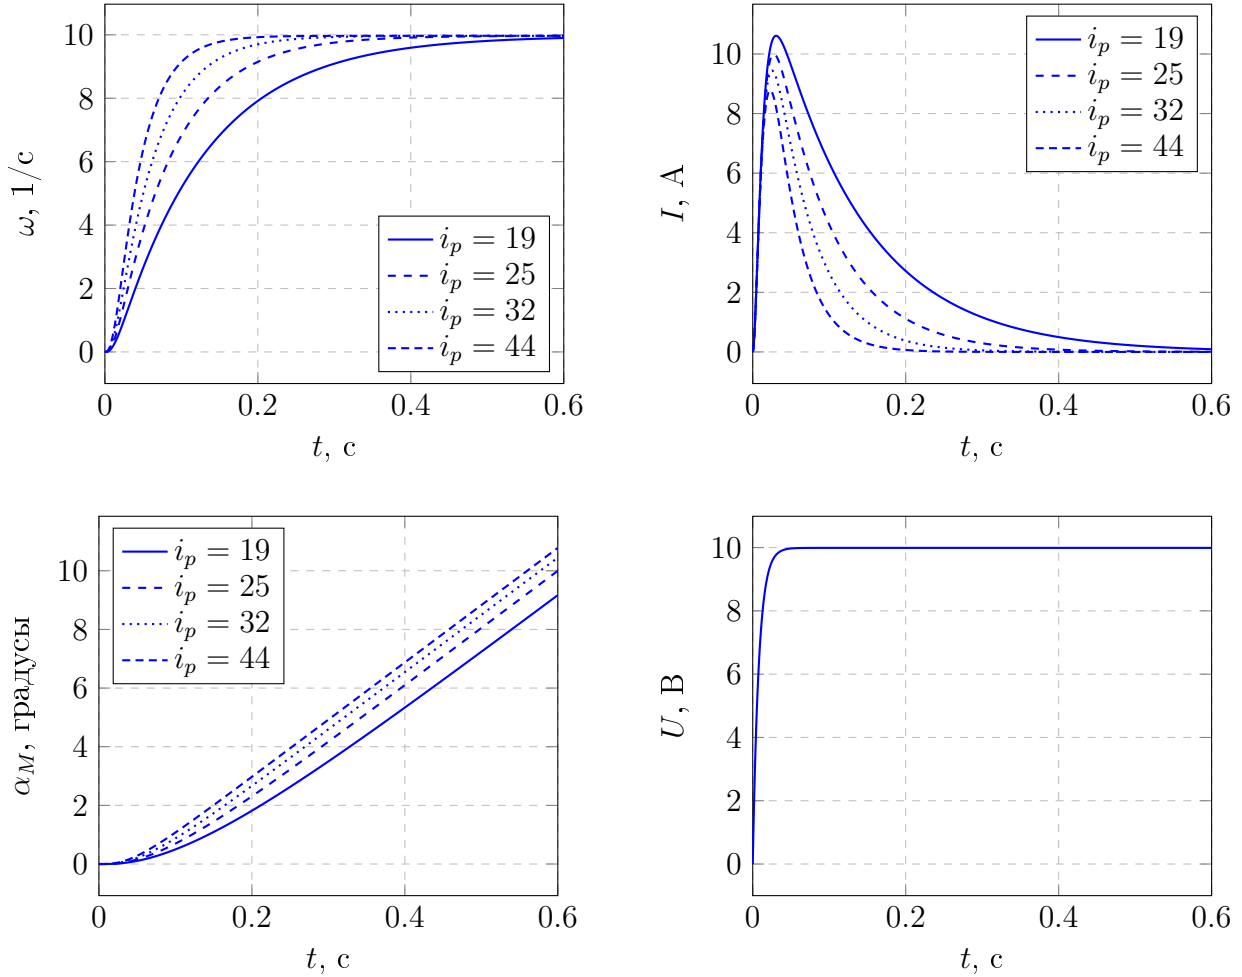 10
8
6
4
2
0
ω, 1/с
i_p = 19
i_p = 25
i_p = 32
i_p = 44
0 0.2 0.4 0.6
t, с
10
8
6
4
2
0
I, А
i_p = 19
i_p = 25
i_p = 32
i_p = 44
0 0.2 0.4 0.6
t, с
10
8
6
4
2
0
α_M, градусы
i_p = 19
i_p = 25
i_p = 32
i_p = 44
0 0.2 0.4 0.6
t, с
10
8
6
4
2
0
U, В
0 0.2 0.4 0.6
t, с